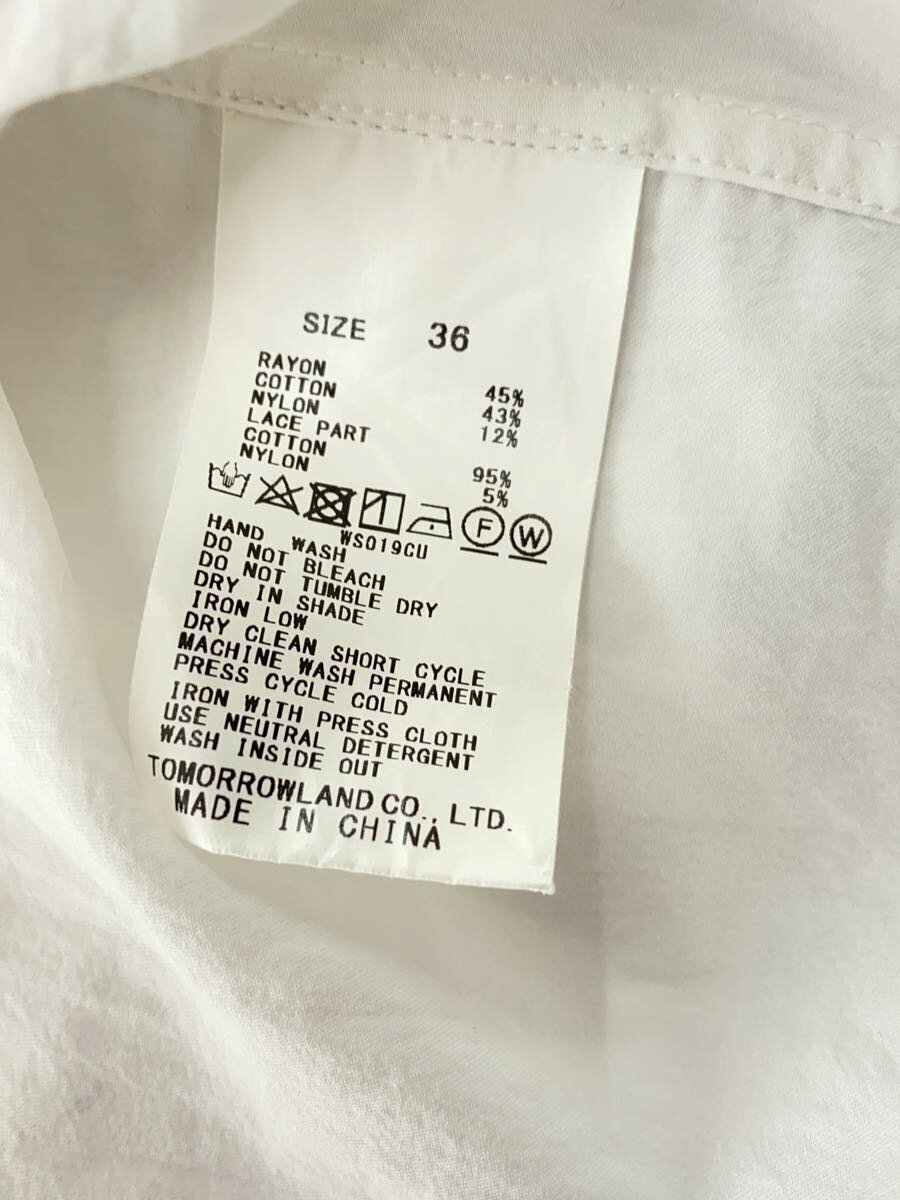 SIZE 36
RAYON 45%
COTTON 43%
NYLON 12%
LACE PART
COTTON 95%
NYLON 5%
F W
WS019CU
HAND WASH
DO NOT BLEACH
DO NOT TUMBLE DRY
DRY IN SHADE
IRON LOW
DRY CLEAN SHORT CYCLE
MACHINE WASH PERMANENT
PRESS CYCLE COLD
IRON WITH PRESS CLOTH
USE NEUTRAL DETERGENT
WASH INSIDE OUT
TOMORROWLAND CO., LTD.
MADE IN CHINA